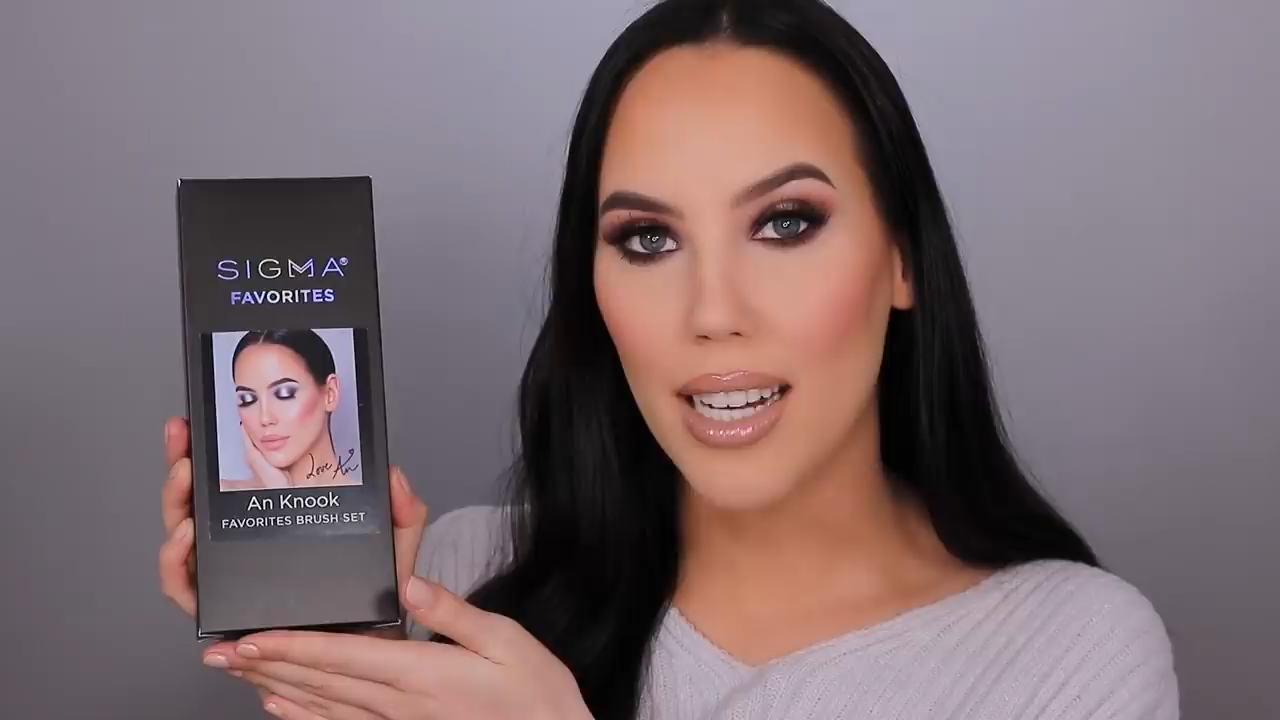 SIGMA®
FAVORITES
Love An
An Knook
FAVORITES BRUSH SET